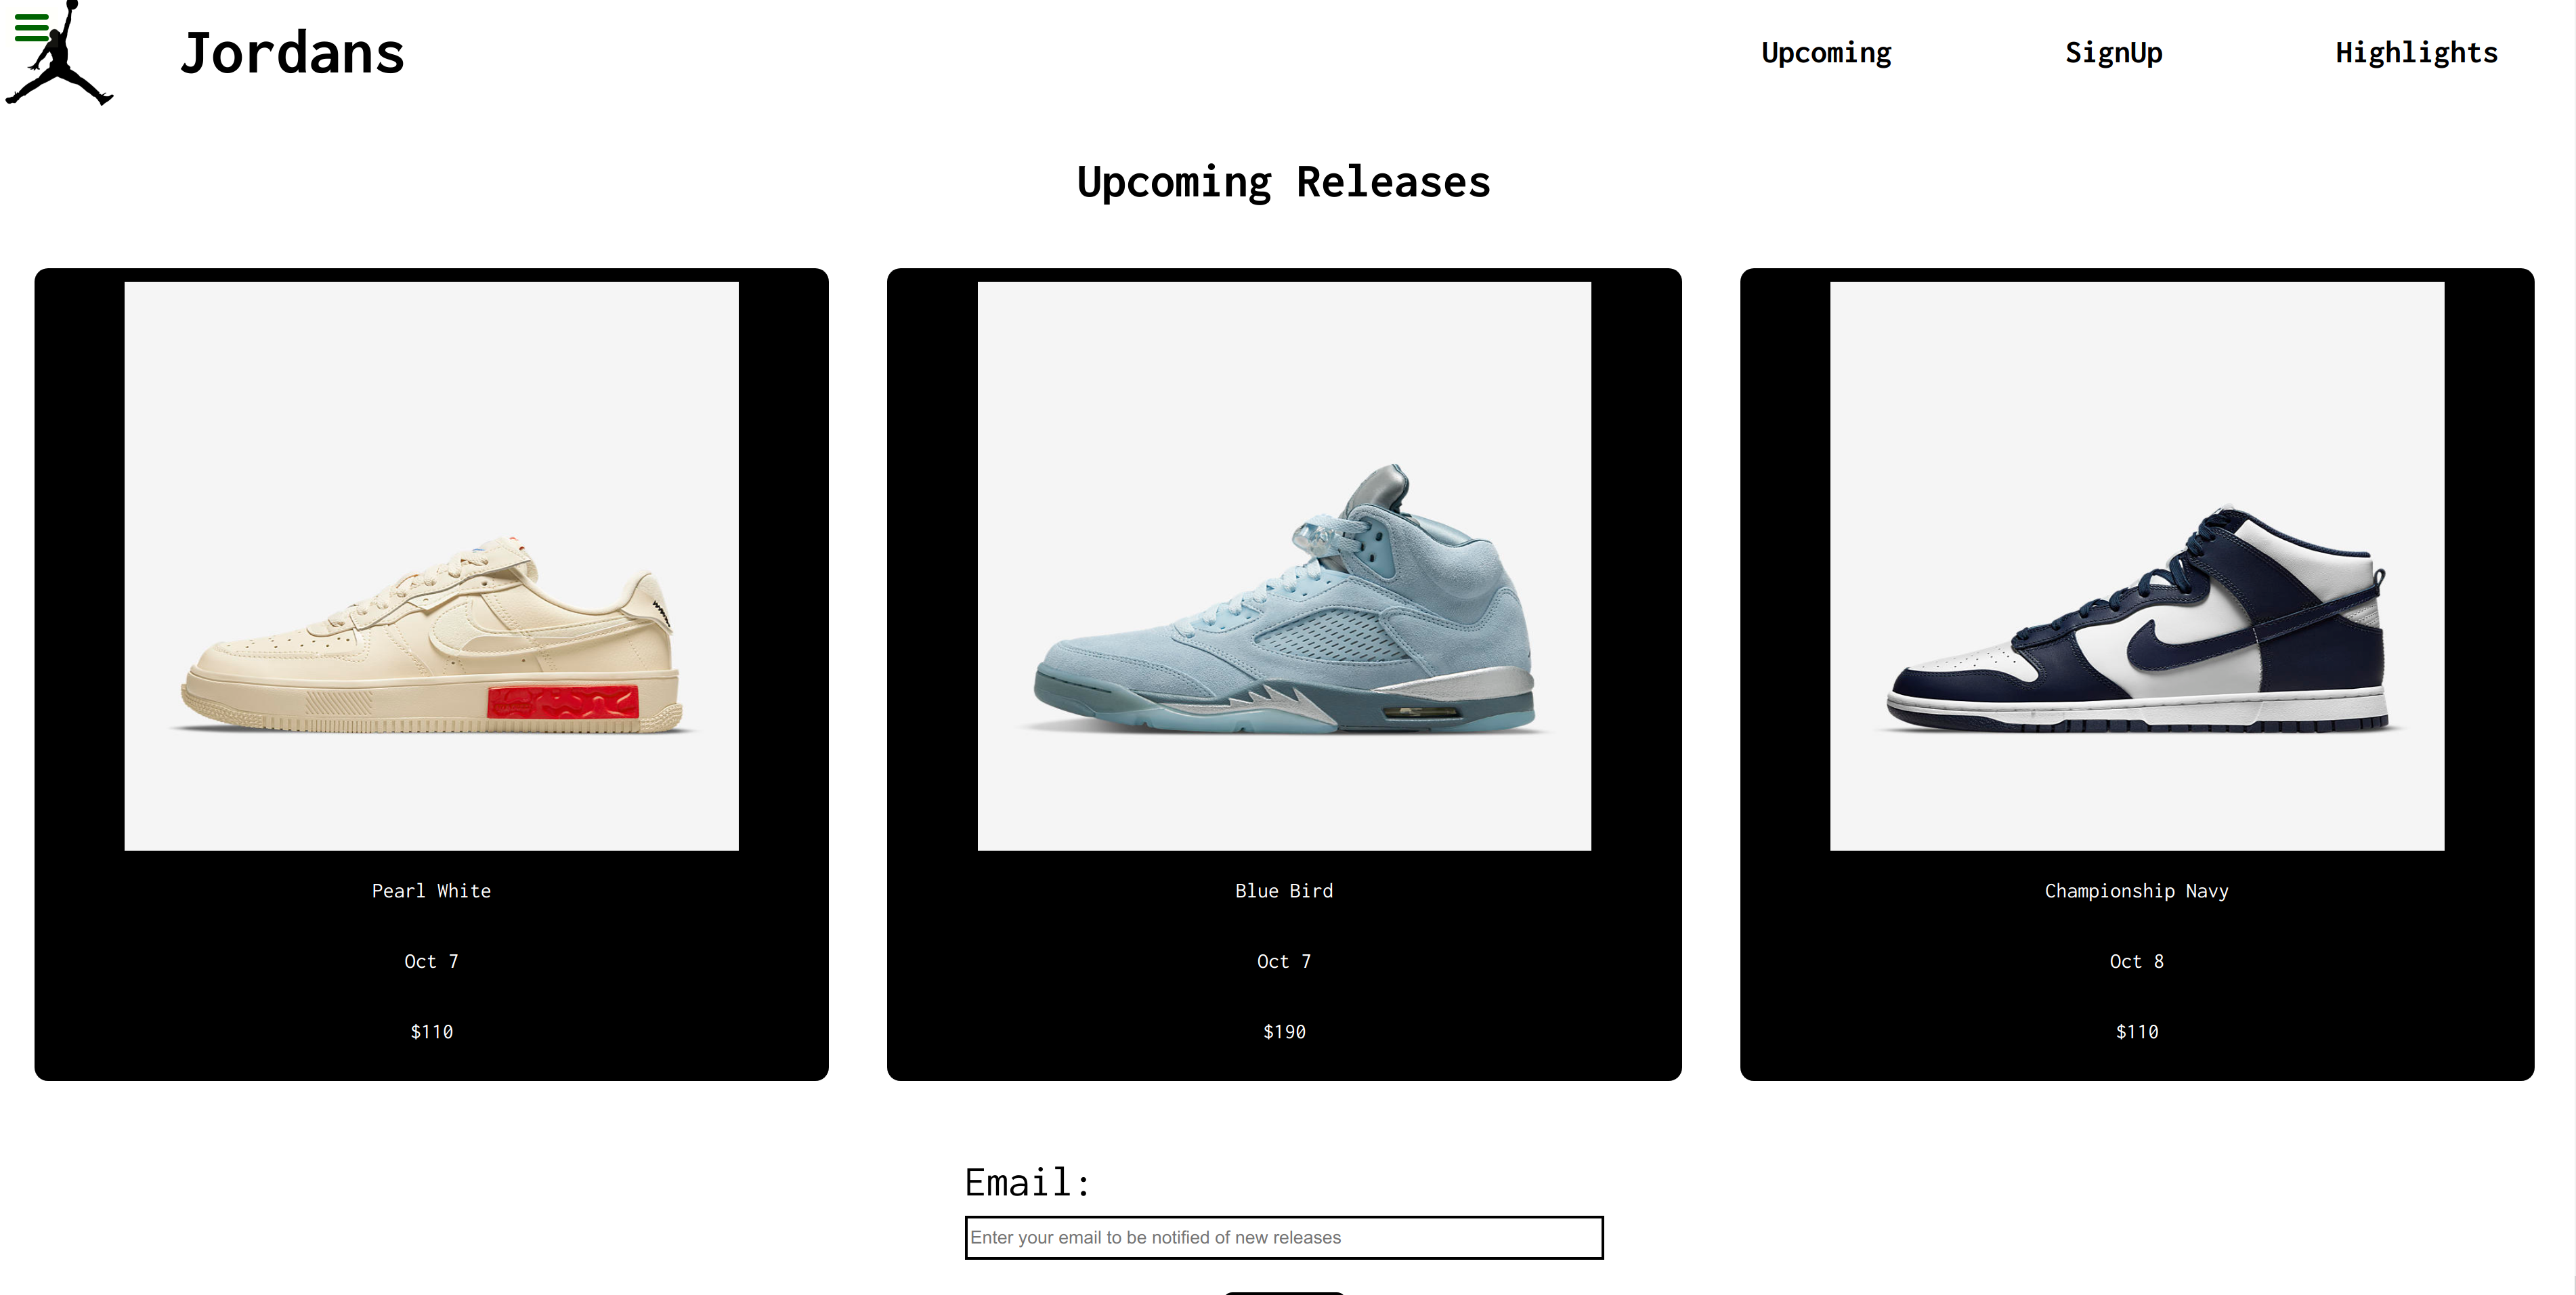 Jordans
Upcoming SignUp Highlights
Upcoming Releases
Pearl White
Oct 7
$110
Blue Bird
Oct 7
$190
Championship Navy
Oct 8
$110
Email:
Enter your email to be notified of new releases